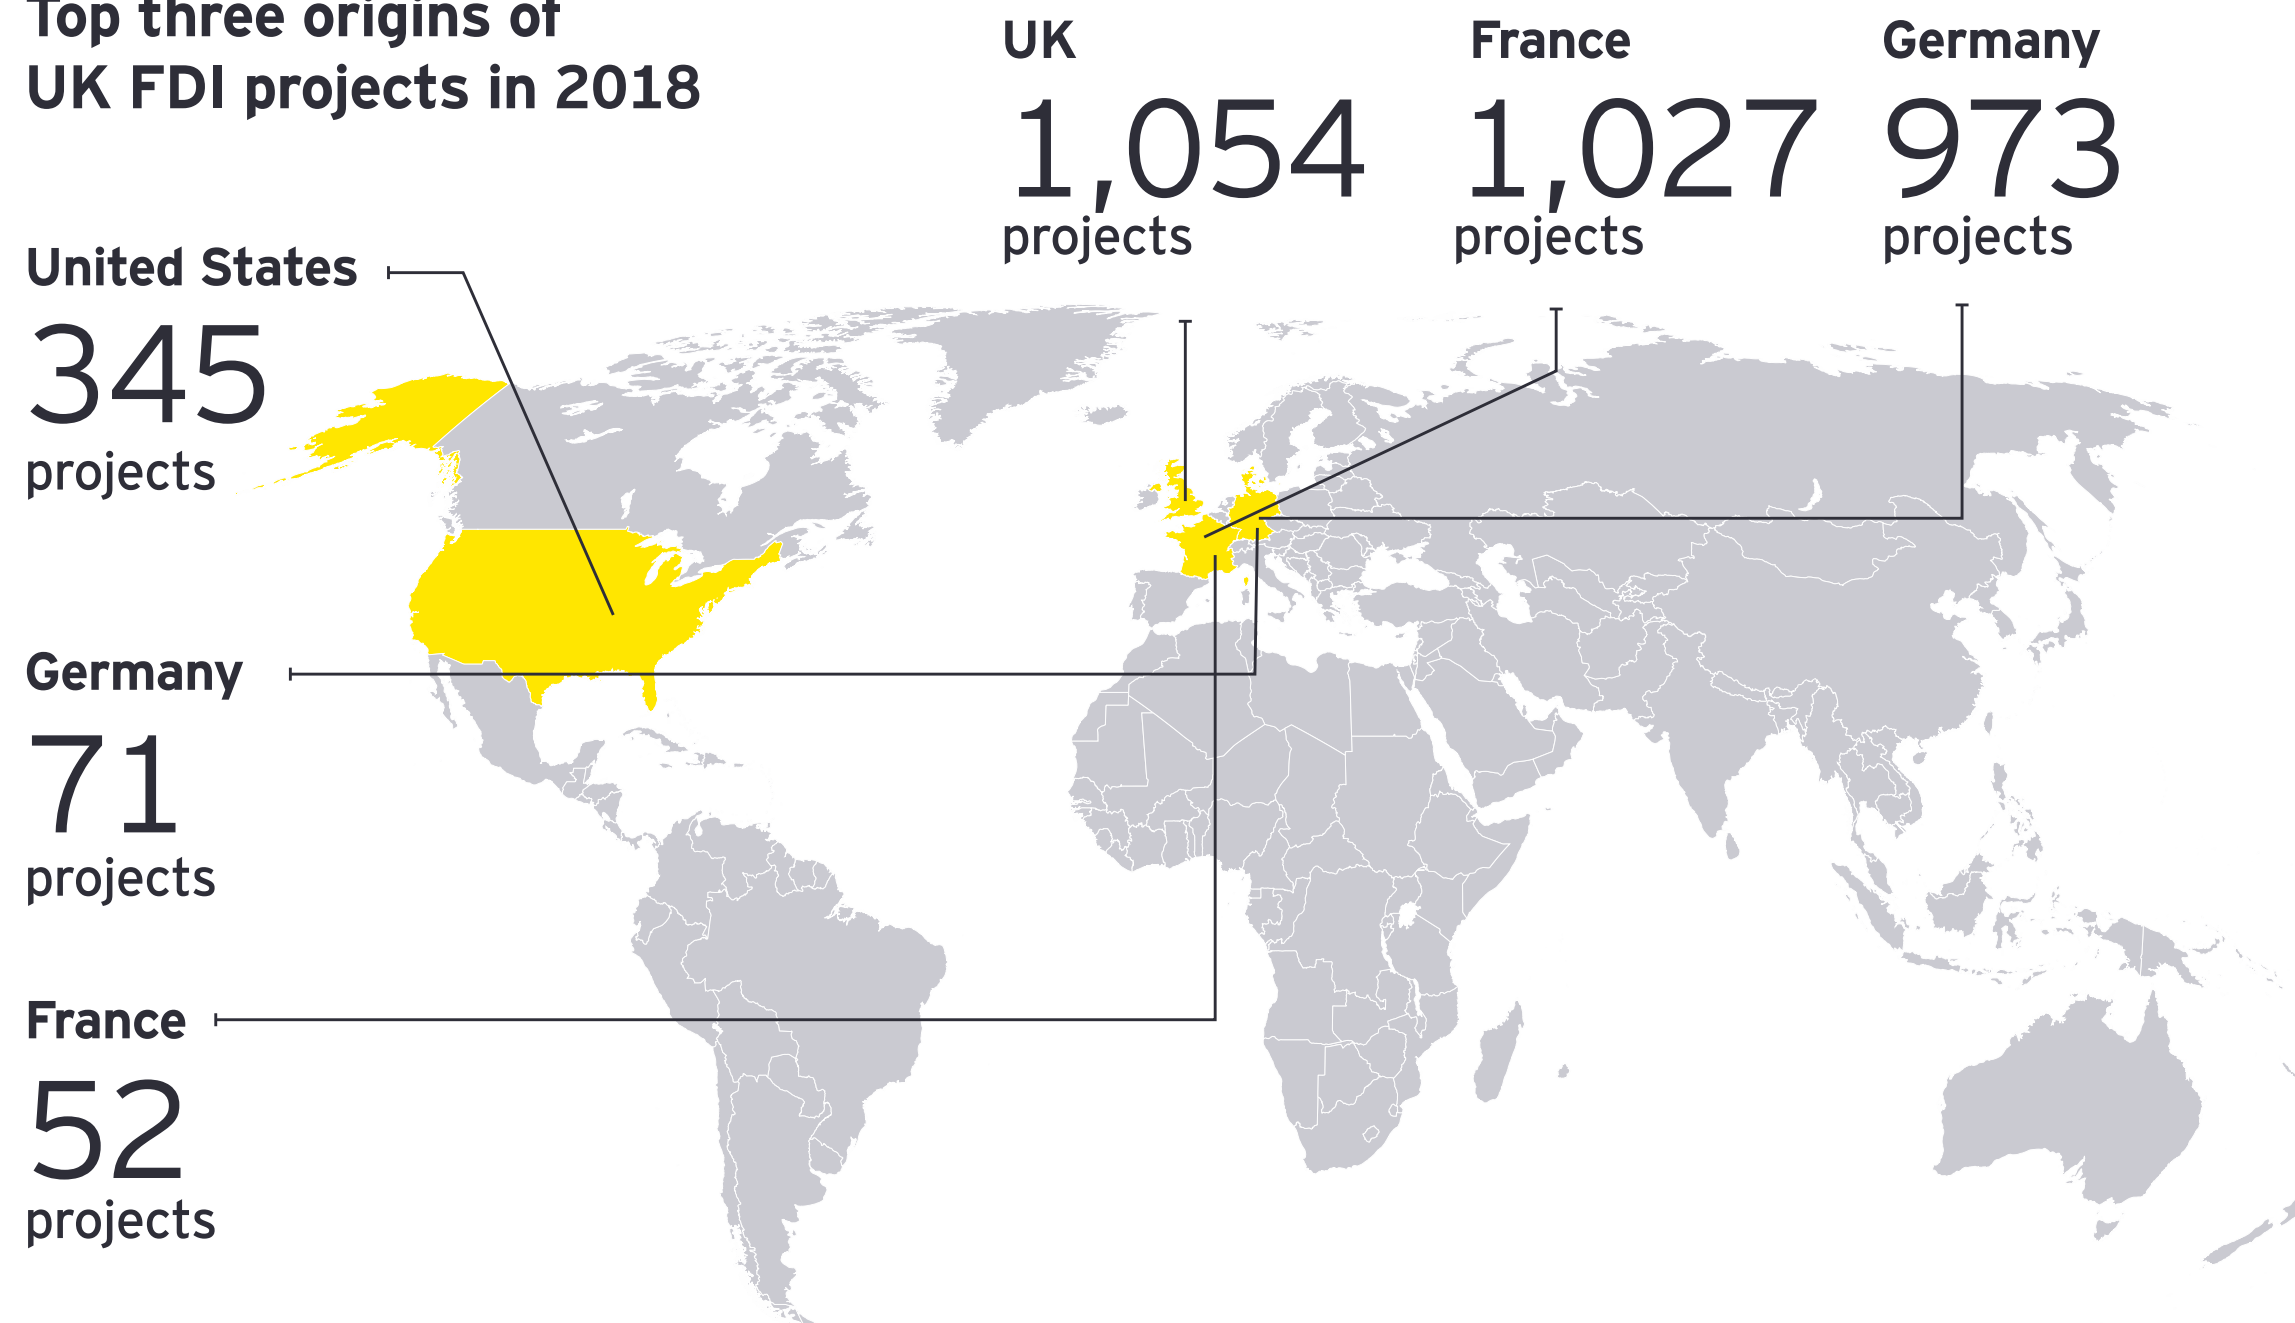 Top three origins of
UK FDI projects in 2018
United States
345
projects
Germany
71
projects
France
52
projects
UK
1,054
projects
France
1,027
projects
Germany
973
projects